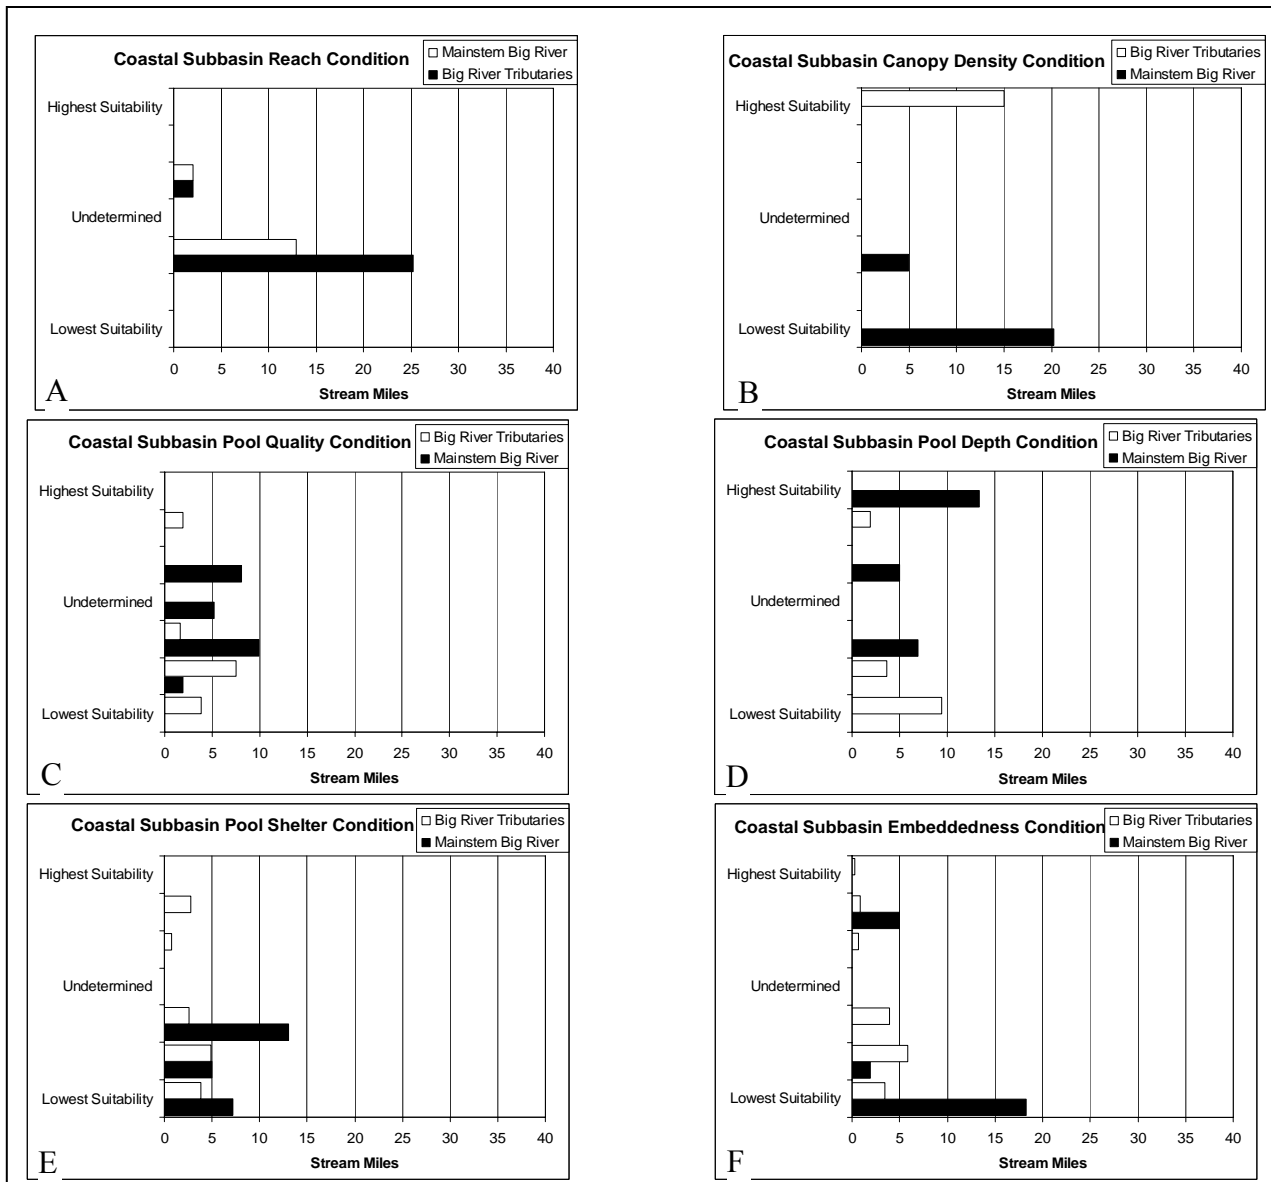 Coastal Subbasin Reach Condition
Mainstem Big River
Big River Tributaries
Highest Suitability
Undetermined
Lowest Suitability
0 5 10 15 20 25 30 35 40
Stream Miles
A
Coastal Subbasin Canopy Density Condition
Big River Tributaries
Mainstem Big River
Highest Suitability
Undetermined
Lowest Suitability
0 5 10 15 20 25 30 35 40
Stream Miles
B
Coastal Subbasin Pool Quality Condition
Big River Tributaries
Mainstem Big River
Highest Suitability
Undetermined
Lowest Suitability
0 5 10 15 20 25 30 35 40
Stream Miles
C
Coastal Subbasin Pool Depth Condition
Big River Tributaries
Mainstem Big River
Highest Suitability
Undetermined
Lowest Suitability
0 5 10 15 20 25 30 35 40
Stream Miles
D
Coastal Subbasin Pool Shelter Condition
Big River Tributaries
Mainstem Big River
Highest Suitability
Undetermined
Lowest Suitability
0 5 10 15 20 25 30 35 40
Stream Miles
E
Coastal Subbasin Embeddedness Condition
Big River Tributaries
Mainstem Big River
Highest Suitability
Undetermined
Lowest Suitability
0 5 10 15 20 25 30 35 40
Stream Miles
F